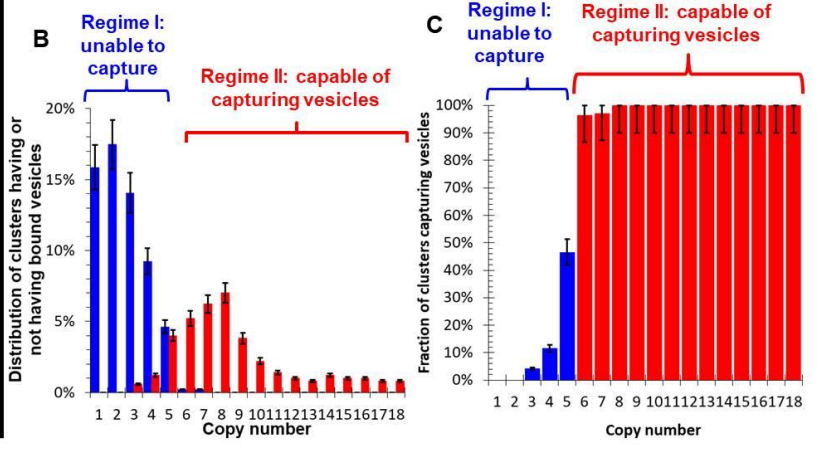 B
Regime I:
unable to
capture
Regime II: capable of
capturing vesicles
Distribution of clusters having or
not having bound vesicles
20%
15%
10%
5%
0%
1 2 3 4 5 6 7 8 9 101112131415161718
Copy number
C
Regime I:
unable to
capture
Regime II: capable of
capturing vesicles
Fraction of clusters capturing vesicles
100%
90%
80%
70%
60%
50%
40%
30%
20%
10%
0%
1 2 3 4 5 6 7 8 9 101112131415161718
Copy number